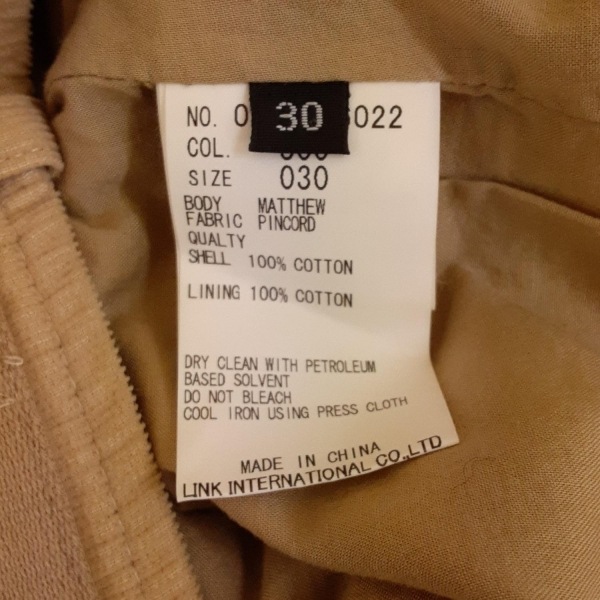 30
NO. 0 022
COL.
SIZE 030
BODY MATTHEW
FABRIC PINCORD
QUALTY
SHELL 100% COTTON
LINING 100% COTTON
DRY CLEAN WITH PETROLEUM
BASED SOLVENT
DO NOT BLEACH
COOL IRON USING PRESS CLOTH
MADE IN CHINA
LINK INTERNATIONAL CO.,LTD